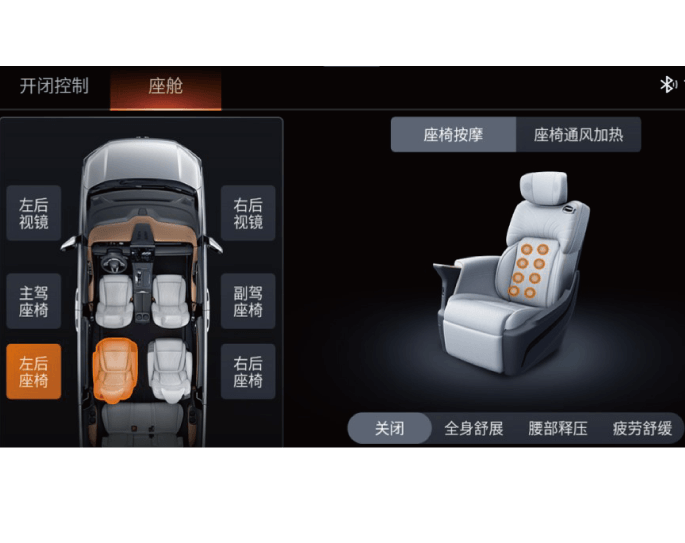 开闭控制
座舱
座椅按摩
座椅通风加热
左后
视镜
右后
视镜
主驾
座椅
副驾
座椅
左后
座椅
右后
座椅
关闭
全身舒展
腰部释压
疲劳舒缓